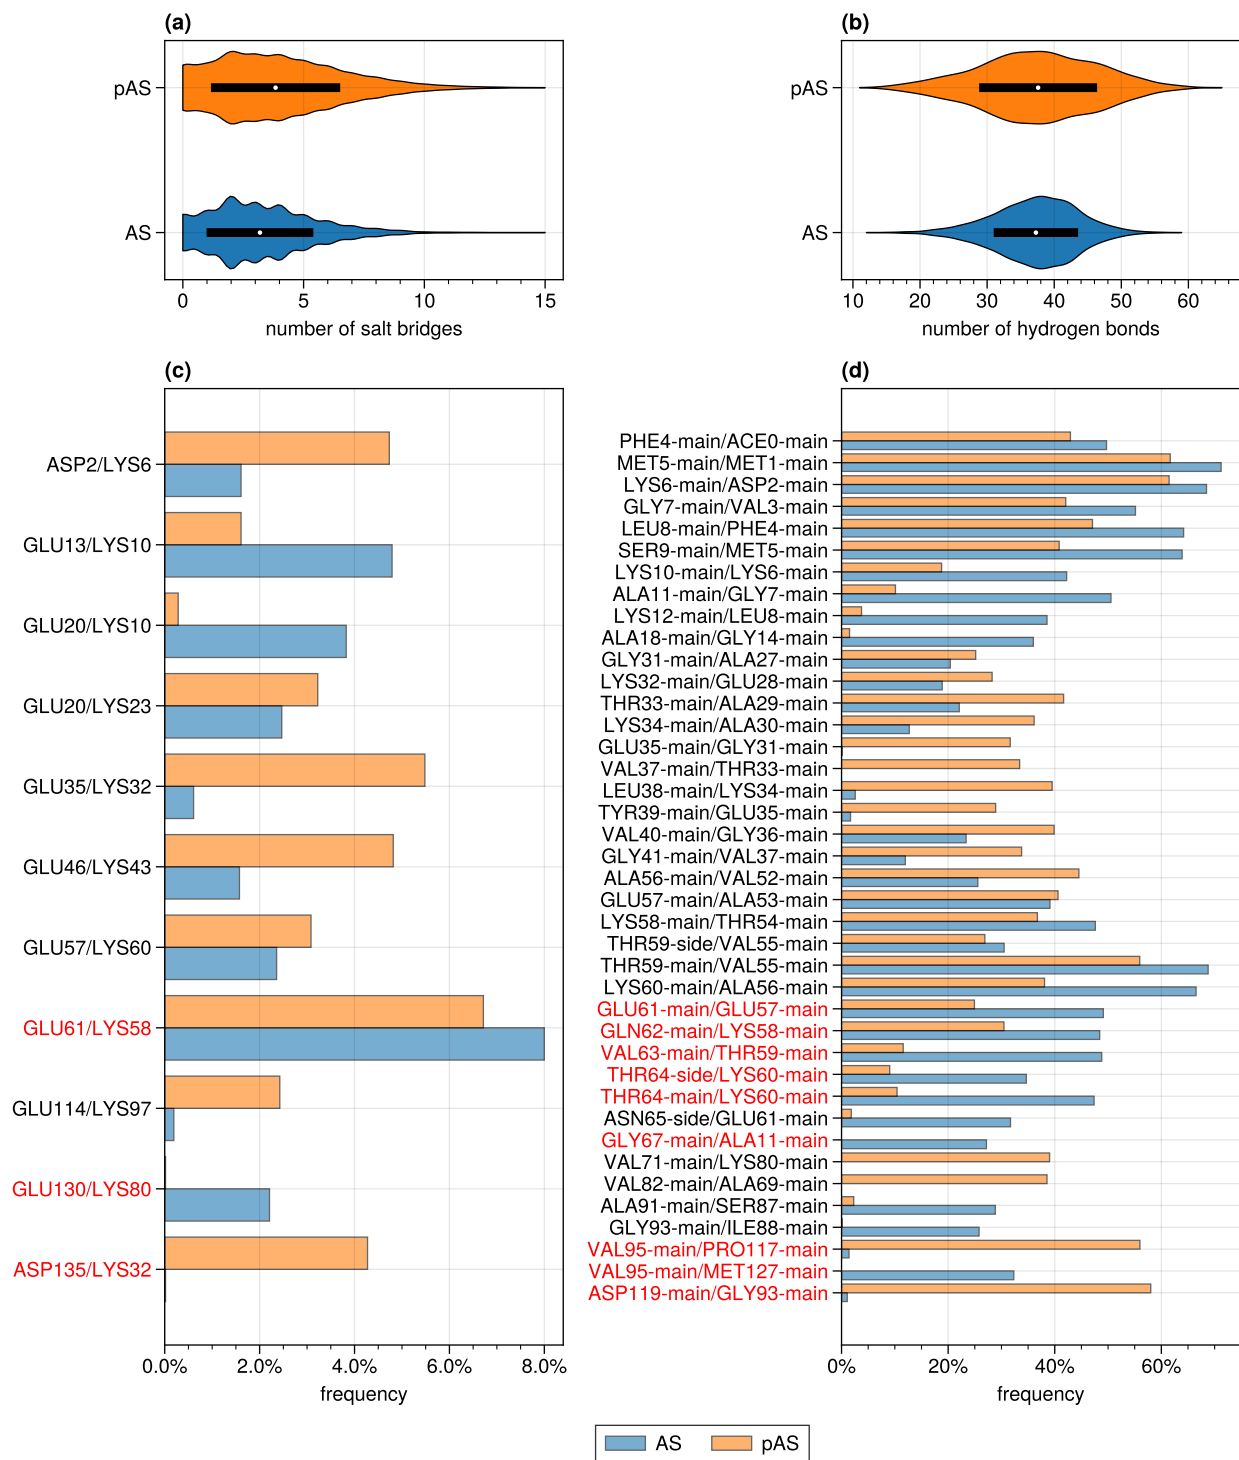 (a)
pAS
AS
0 5 10 15
number of salt bridges
(b)
pAS
AS
10 20 30 40 50 60
number of hydrogen bonds
(c)
ASP2/LYS6
GLU13/LYS10
GLU20/LYS10
GLU20/LYS23
GLU35/LYS32
GLU46/LYS43
GLU57/LYS60
GLU61/LYS58
GLU114/LYS97
GLU130/LYS80
ASP135/LYS32
0.0% 2.0% 4.0% 6.0% 8.0%
frequency
(d)
PHE4-main/ACE0-main
MET5-main/MET1-main
LYS6-main/ASP2-main
GLY7-main/VAL3-main
LEU8-main/PHE4-main
SER9-main/MET5-main
LYS10-main/LYS6-main
ALA11-main/GLY7-main
LYS12-main/LEU8-main
ALA18-main/GLY14-main
GLY31-main/ALA27-main
LYS32-main/GLU28-main
THR33-main/ALA29-main
LYS34-main/ALA30-main
GLU35-main/GLY31-main
VAL37-main/THR33-main
LEU38-main/LYS34-main
TYR39-main/GLU35-main
VAL40-main/GLY36-main
GLY41-main/VAL37-main
ALA56-main/VAL52-main
GLU57-main/ALA53-main
LYS58-main/THR54-main
THR59-side/VAL55-main
THR59-main/VAL55-main
LYS60-main/ALA56-main
GLU61-main/GLU57-main
GLN62-main/LYS58-main
VAL63-main/THR59-main
THR64-side/LYS60-main
THR64-main/LYS60-main
ASN65-side/GLU61-main
GLY67-main/ALA11-main
VAL71-main/LYS80-main
VAL82-main/ALA69-main
ALA91-main/SER87-main
GLY93-main/ILE88-main
VAL95-main/PRO117-main
VAL95-main/MET127-main
ASP119-main/GLY93-main
0% 20% 40% 60%
frequency
AS pAS